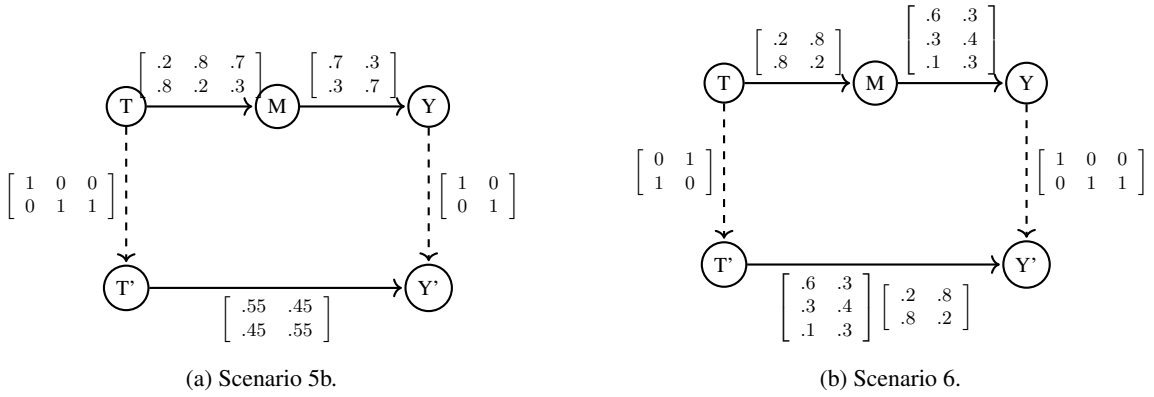 [ .2 .8 .7
.8 .2 .3 ]
[ .7 .3
.3 .7 ]
T M Y
[ 1 0 0
0 1 1 ]
[ 1 0
0 1 ]
T' Y'
[ .55 .45
.45 .55 ]
(a) Scenario 5b.
[ .2 .8
.8 .2 ]
[ .6 .3
.3 .4
.1 .3 ]
T M Y
[ 0 1
1 0 ]
[ 1 0 0
0 1 1 ]
T' Y'
[ .6 .3
.3 .4
.1 .3 ]
[ .2 .8
.8 .2 ]
(b) Scenario 6.